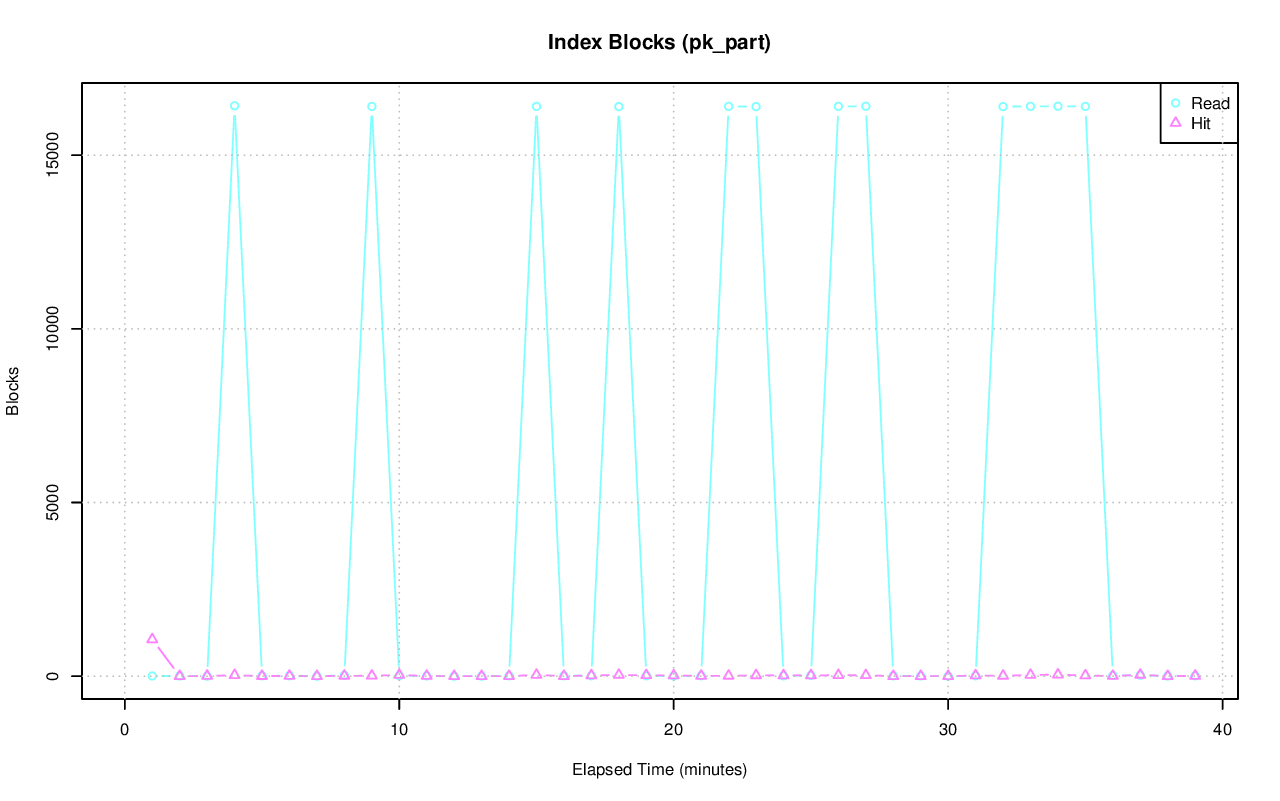 Index Blocks (pk_part)
Read
Hit
Blocks
15000
10000
5000
0
0 10 20 30 40
Elapsed Time (minutes)